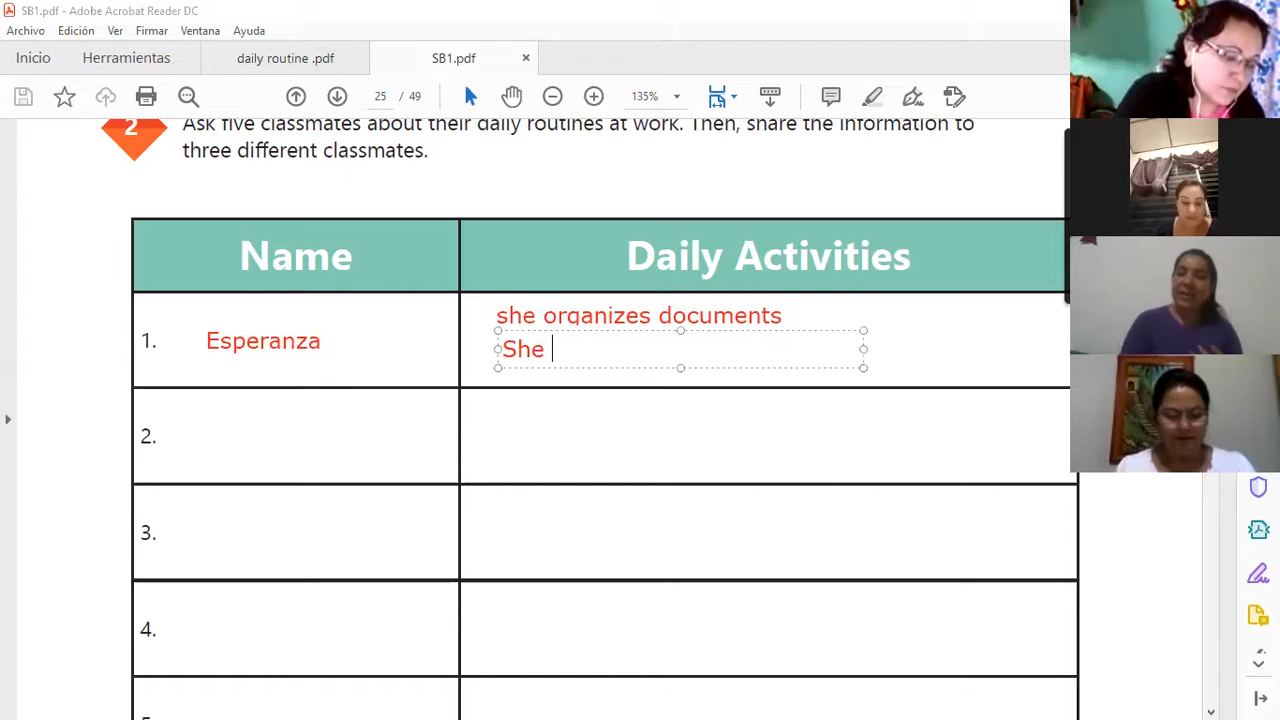 SB1.pdf - Adobe Acrobat Reader DC
Archivo Edición Ver Firmar Ventana Ayuda
Inicio Herramientas daily routine .pdf SB1.pdf ×
25 / 49 135%
2 Ask five classmates about their daily routines at work. Then, share the information to
three different classmates.
Name Daily Activities
1. Esperanza she organizes documents
She
2.
3.
4.